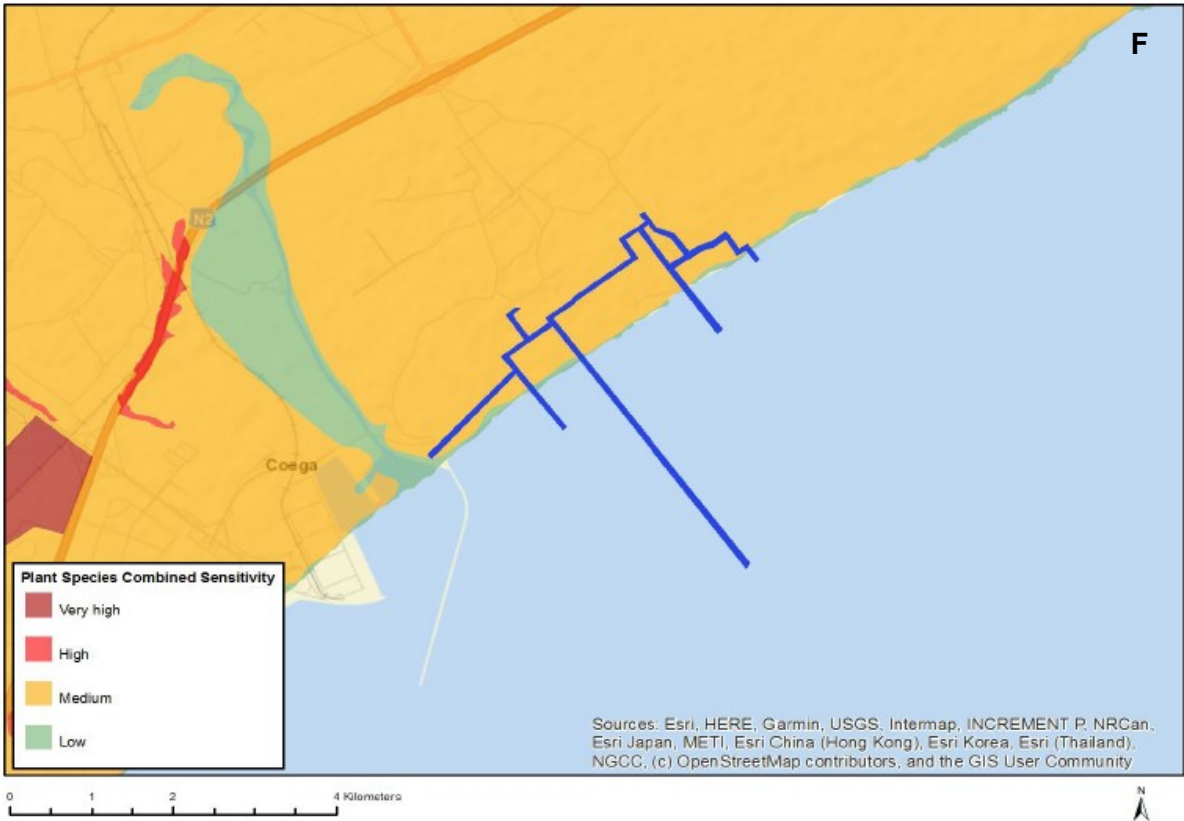 F
N2
Coega
Plant Species Combined Sensitivity
Very high
High
Medium
Low
Sources: Esri, HERE, Garmin, USGS, Intermap, INCREMENT P, NRCan,
Esri Japan, METI, Esri China (Hong Kong), Esri Korea, Esri (Thailand),
NGCC, (c) OpenStreetMap contributors, and the GIS User Community
0 1 2 4 Kilometers
N